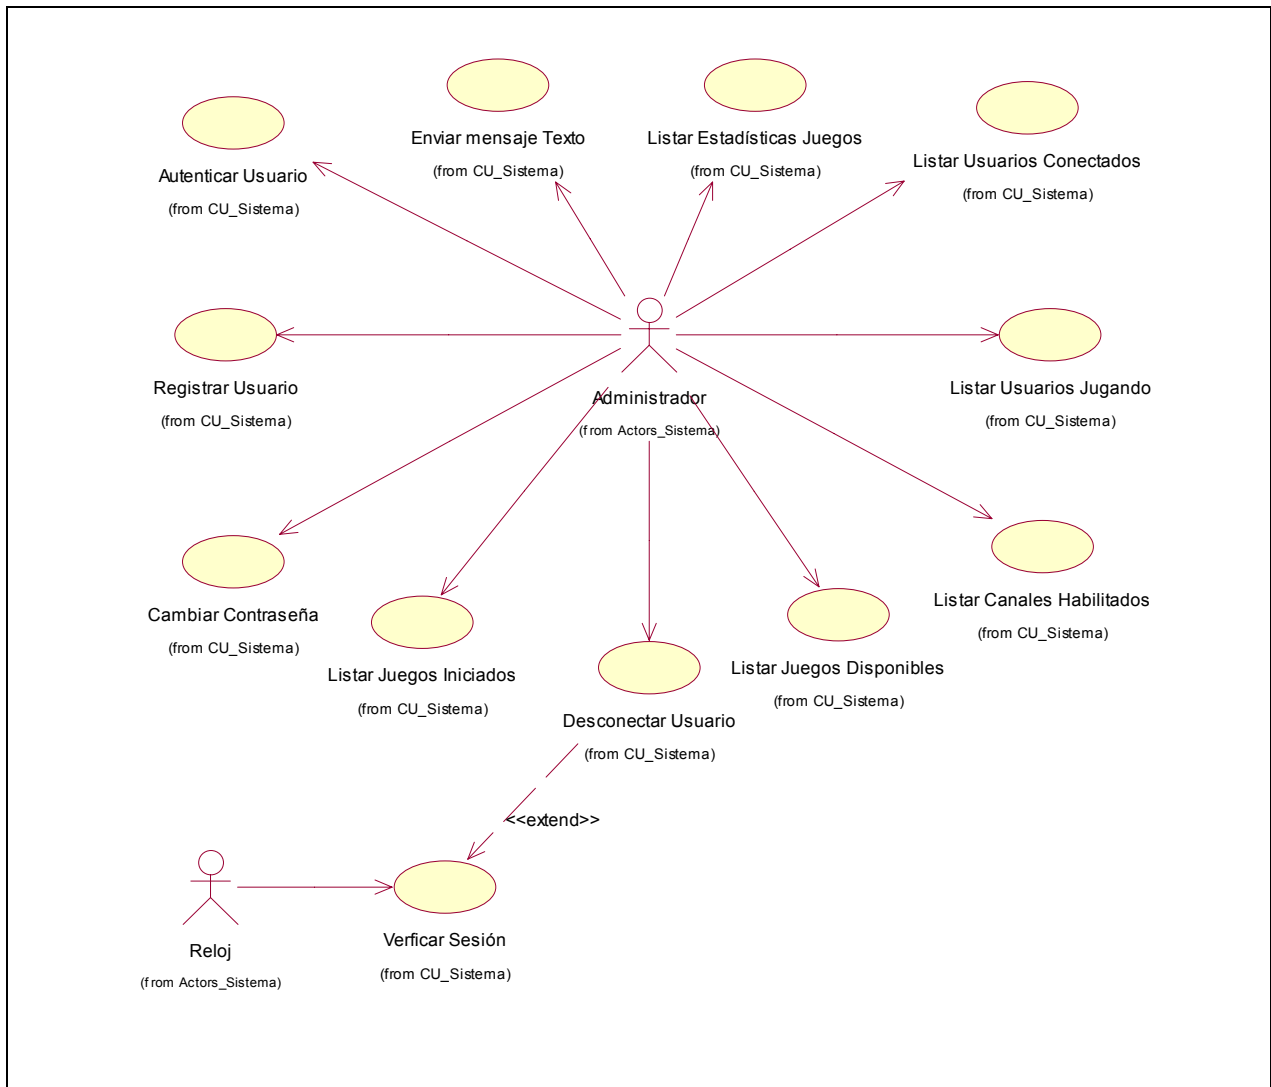 Enviar mensaje Texto
(from CU_Sistema)
Listar Estadísticas Juegos
(from CU_Sistema)
Listar Usuarios Conectados
(from CU_Sistema)
Autenticar Usuario
(from CU_Sistema)
Registrar Usuario
(from CU_Sistema)
Administrador
(from Actors_Sistema)
Listar Usuarios Jugando
(from CU_Sistema)
Cambiar Contraseña
(from CU_Sistema)
Listar Juegos Iniciados
(from CU_Sistema)
Desconectar Usuario
(from CU_Sistema)
Listar Juegos Disponibles
(from CU_Sistema)
Listar Canales Habilitados
(from CU_Sistema)
<<extend>>
Reloj
(from Actors_Sistema)
Verficar Sesión
(from CU_Sistema)